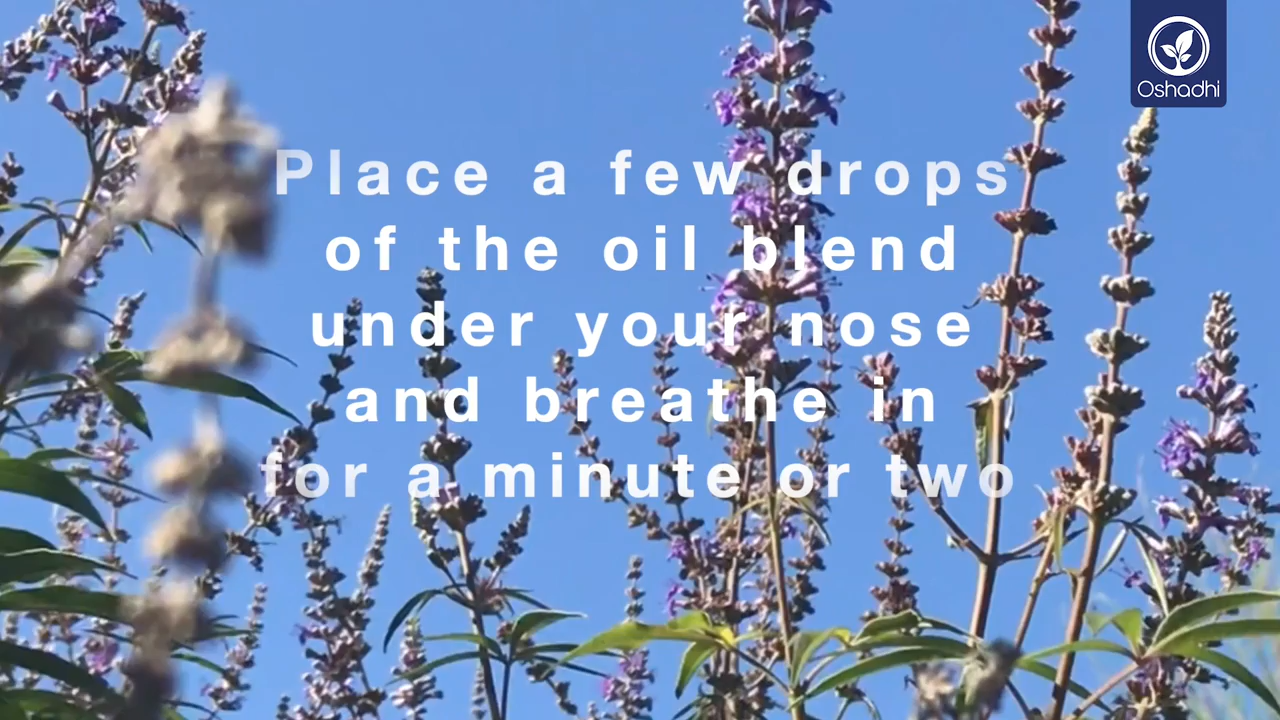 Oshadhi
Place a few drops
of the oil blend
under your nose
and breathe in
for a minute or two